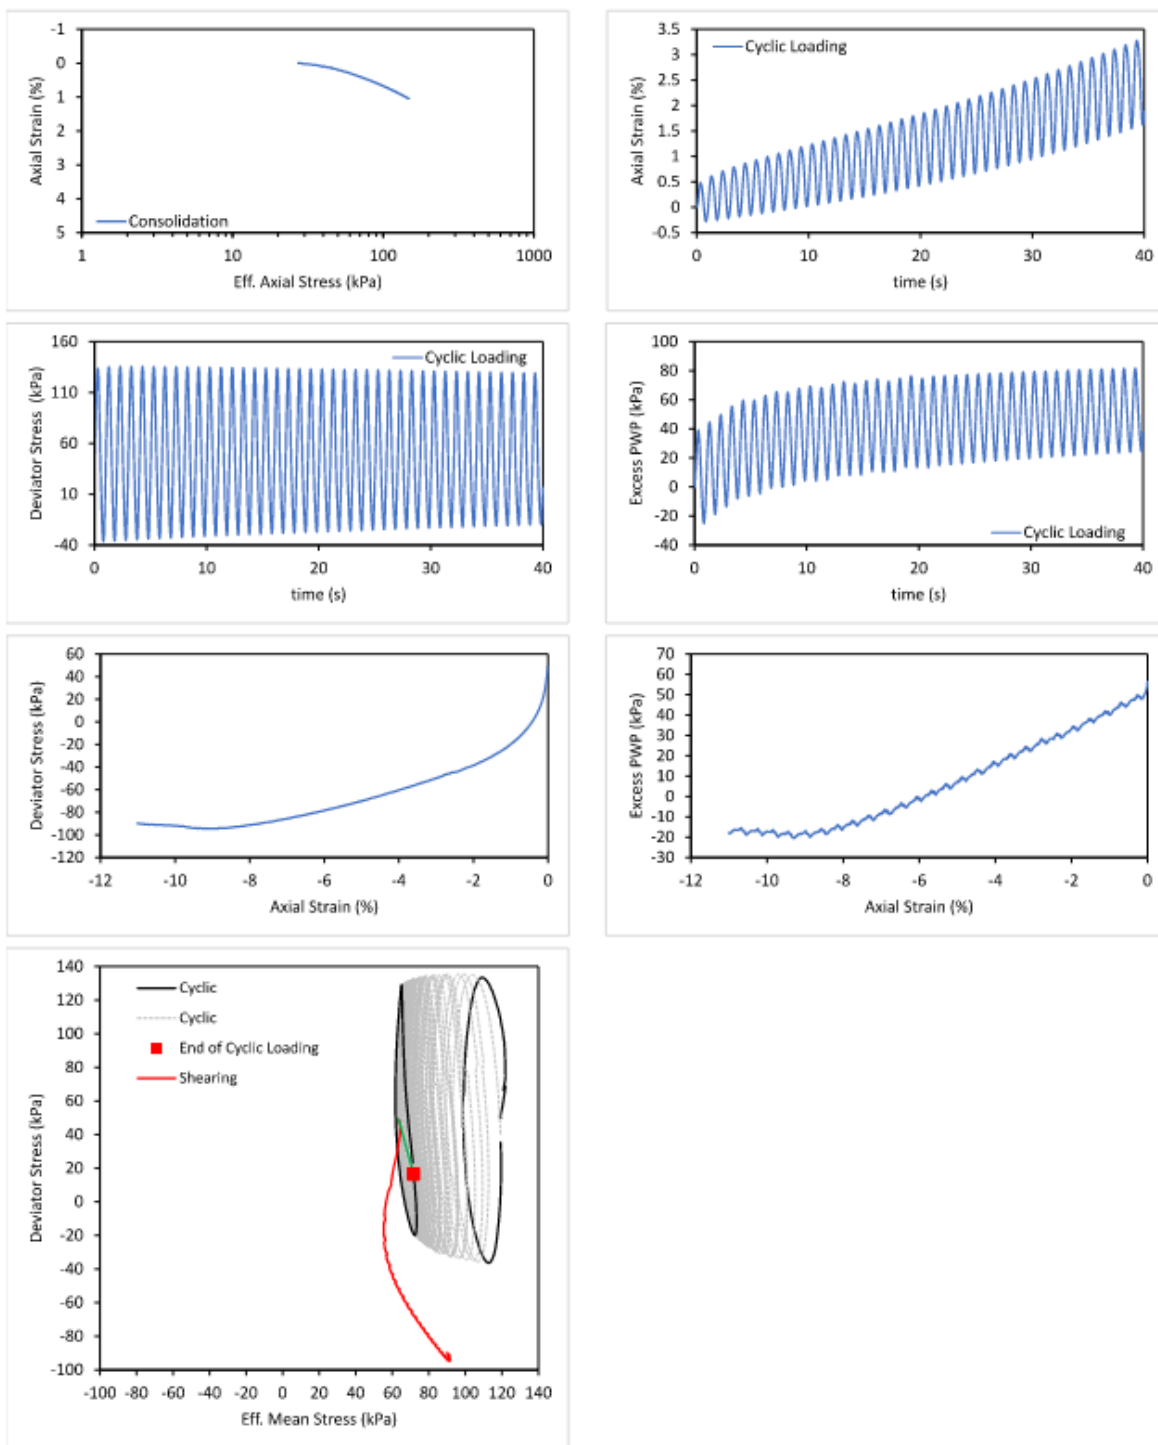 -1
0
1
2
3
4
5
Axial Strain (%)
Consolidation
1 10 100 1000
Eff. Axial Stress (kPa)
3.5
3
2.5
2
1.5
1
0.5
0
-0.5
Axial Strain (%)
Cyclic Loading
0 10 20 30 40
time (s)
160
110
60
10
-40
Deviator Stress (kPa)
Cyclic Loading
0 10 20 30 40
time (s)
100
80
60
40
20
0
-20
-40
Excess PWP (kPa)
Cyclic Loading
0 10 20 30 40
time (s)
60
40
20
0
-20
-40
-60
-80
-100
-120
Deviator Stress (kPa)
-12 -10 -8 -6 -4 -2 0
Axial Strain (%)
70
60
50
40
30
20
10
0
-10
-20
-30
Excess PWP (kPa)
-12 -10 -8 -6 -4 -2 0
Axial Strain (%)
140
120
100
80
60
40
20
0
-20
-40
-60
-80
-100
Deviator Stress (kPa)
Cyclic
Cyclic
End of Cyclic Loading
Shearing
-100 -80 -60 -40 -20 0 20 40 60 80 100 120 140
Eff. Mean Stress (kPa)